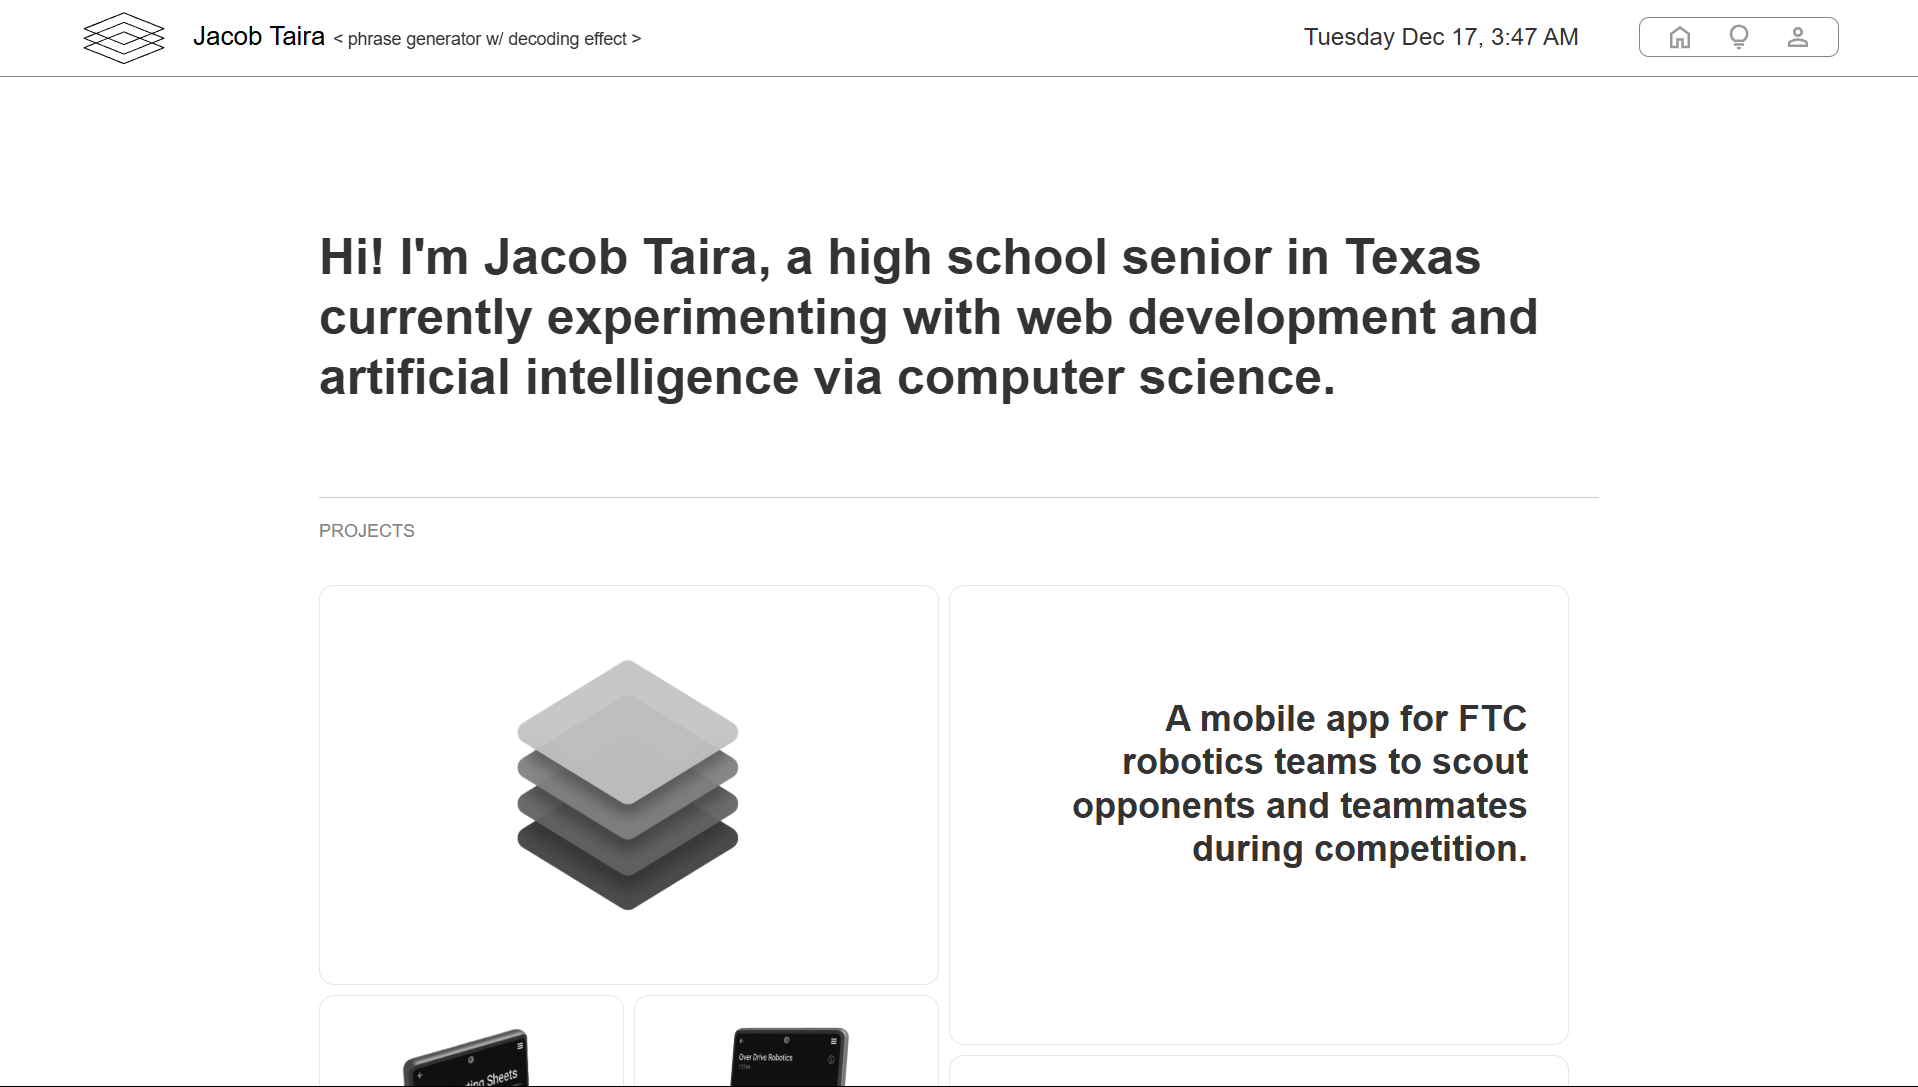 Jacob Taira < phrase generator w/ decoding effect >
Tuesday Dec 17, 3:47 AM
Hi! I'm Jacob Taira, a high school senior in Texas
currently experimenting with web development and
artificial intelligence via computer science.
PROJECTS
A mobile app for FTC
robotics teams to scout
opponents and teammates
during competition.
Sheets
Over Drive Robotics